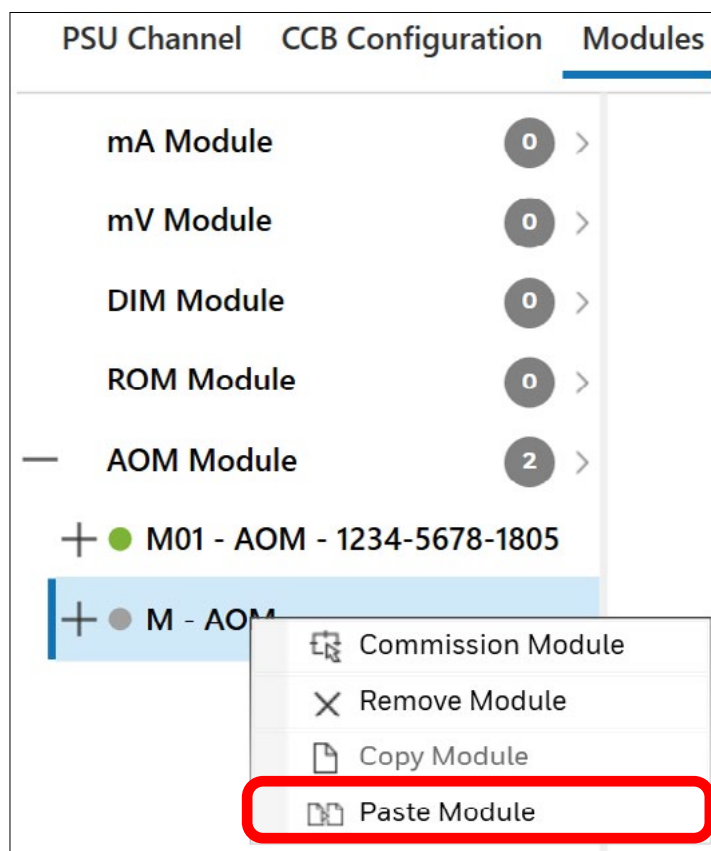 PSU Channel CCB Configuration Modules
mA Module 0
mV Module 0
DIM Module 0
ROM Module 0
AOM Module 2
M01 - AOM - 1234-5678-1805
M - AOM
Commission Module
Remove Module
Copy Module
Paste Module